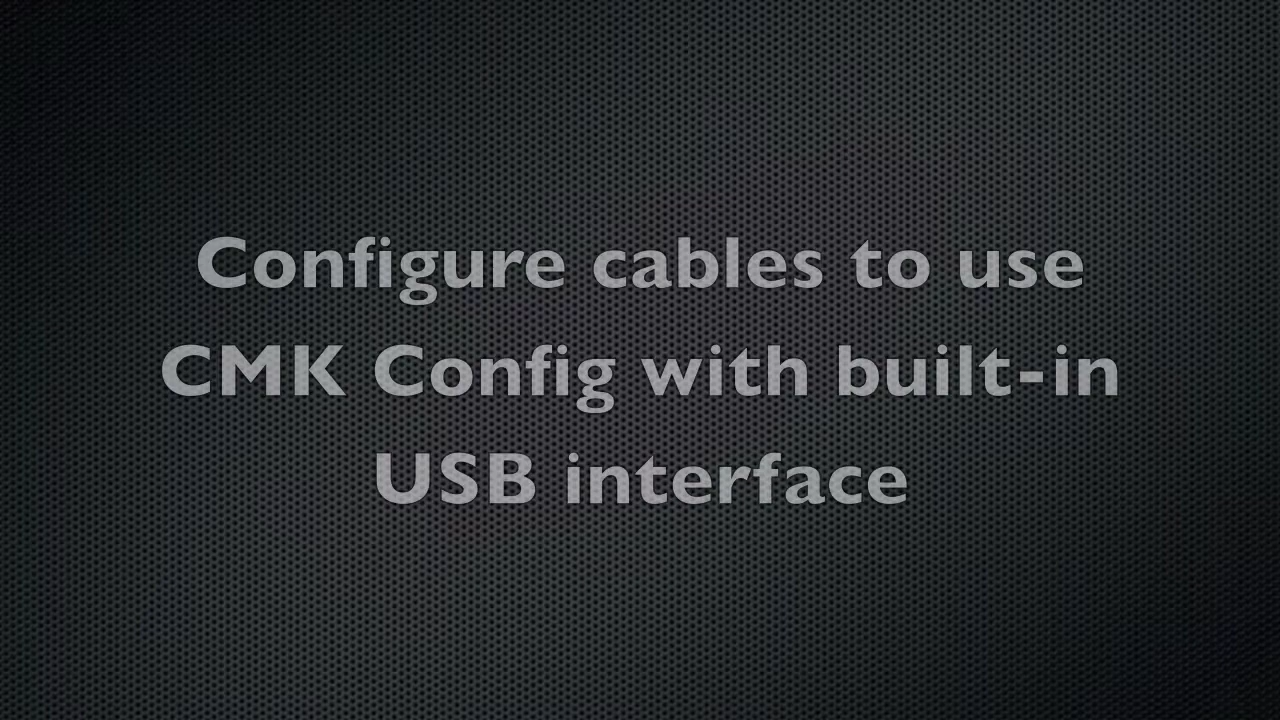 Configure cables to use
CMK Config with built-in
USB interface